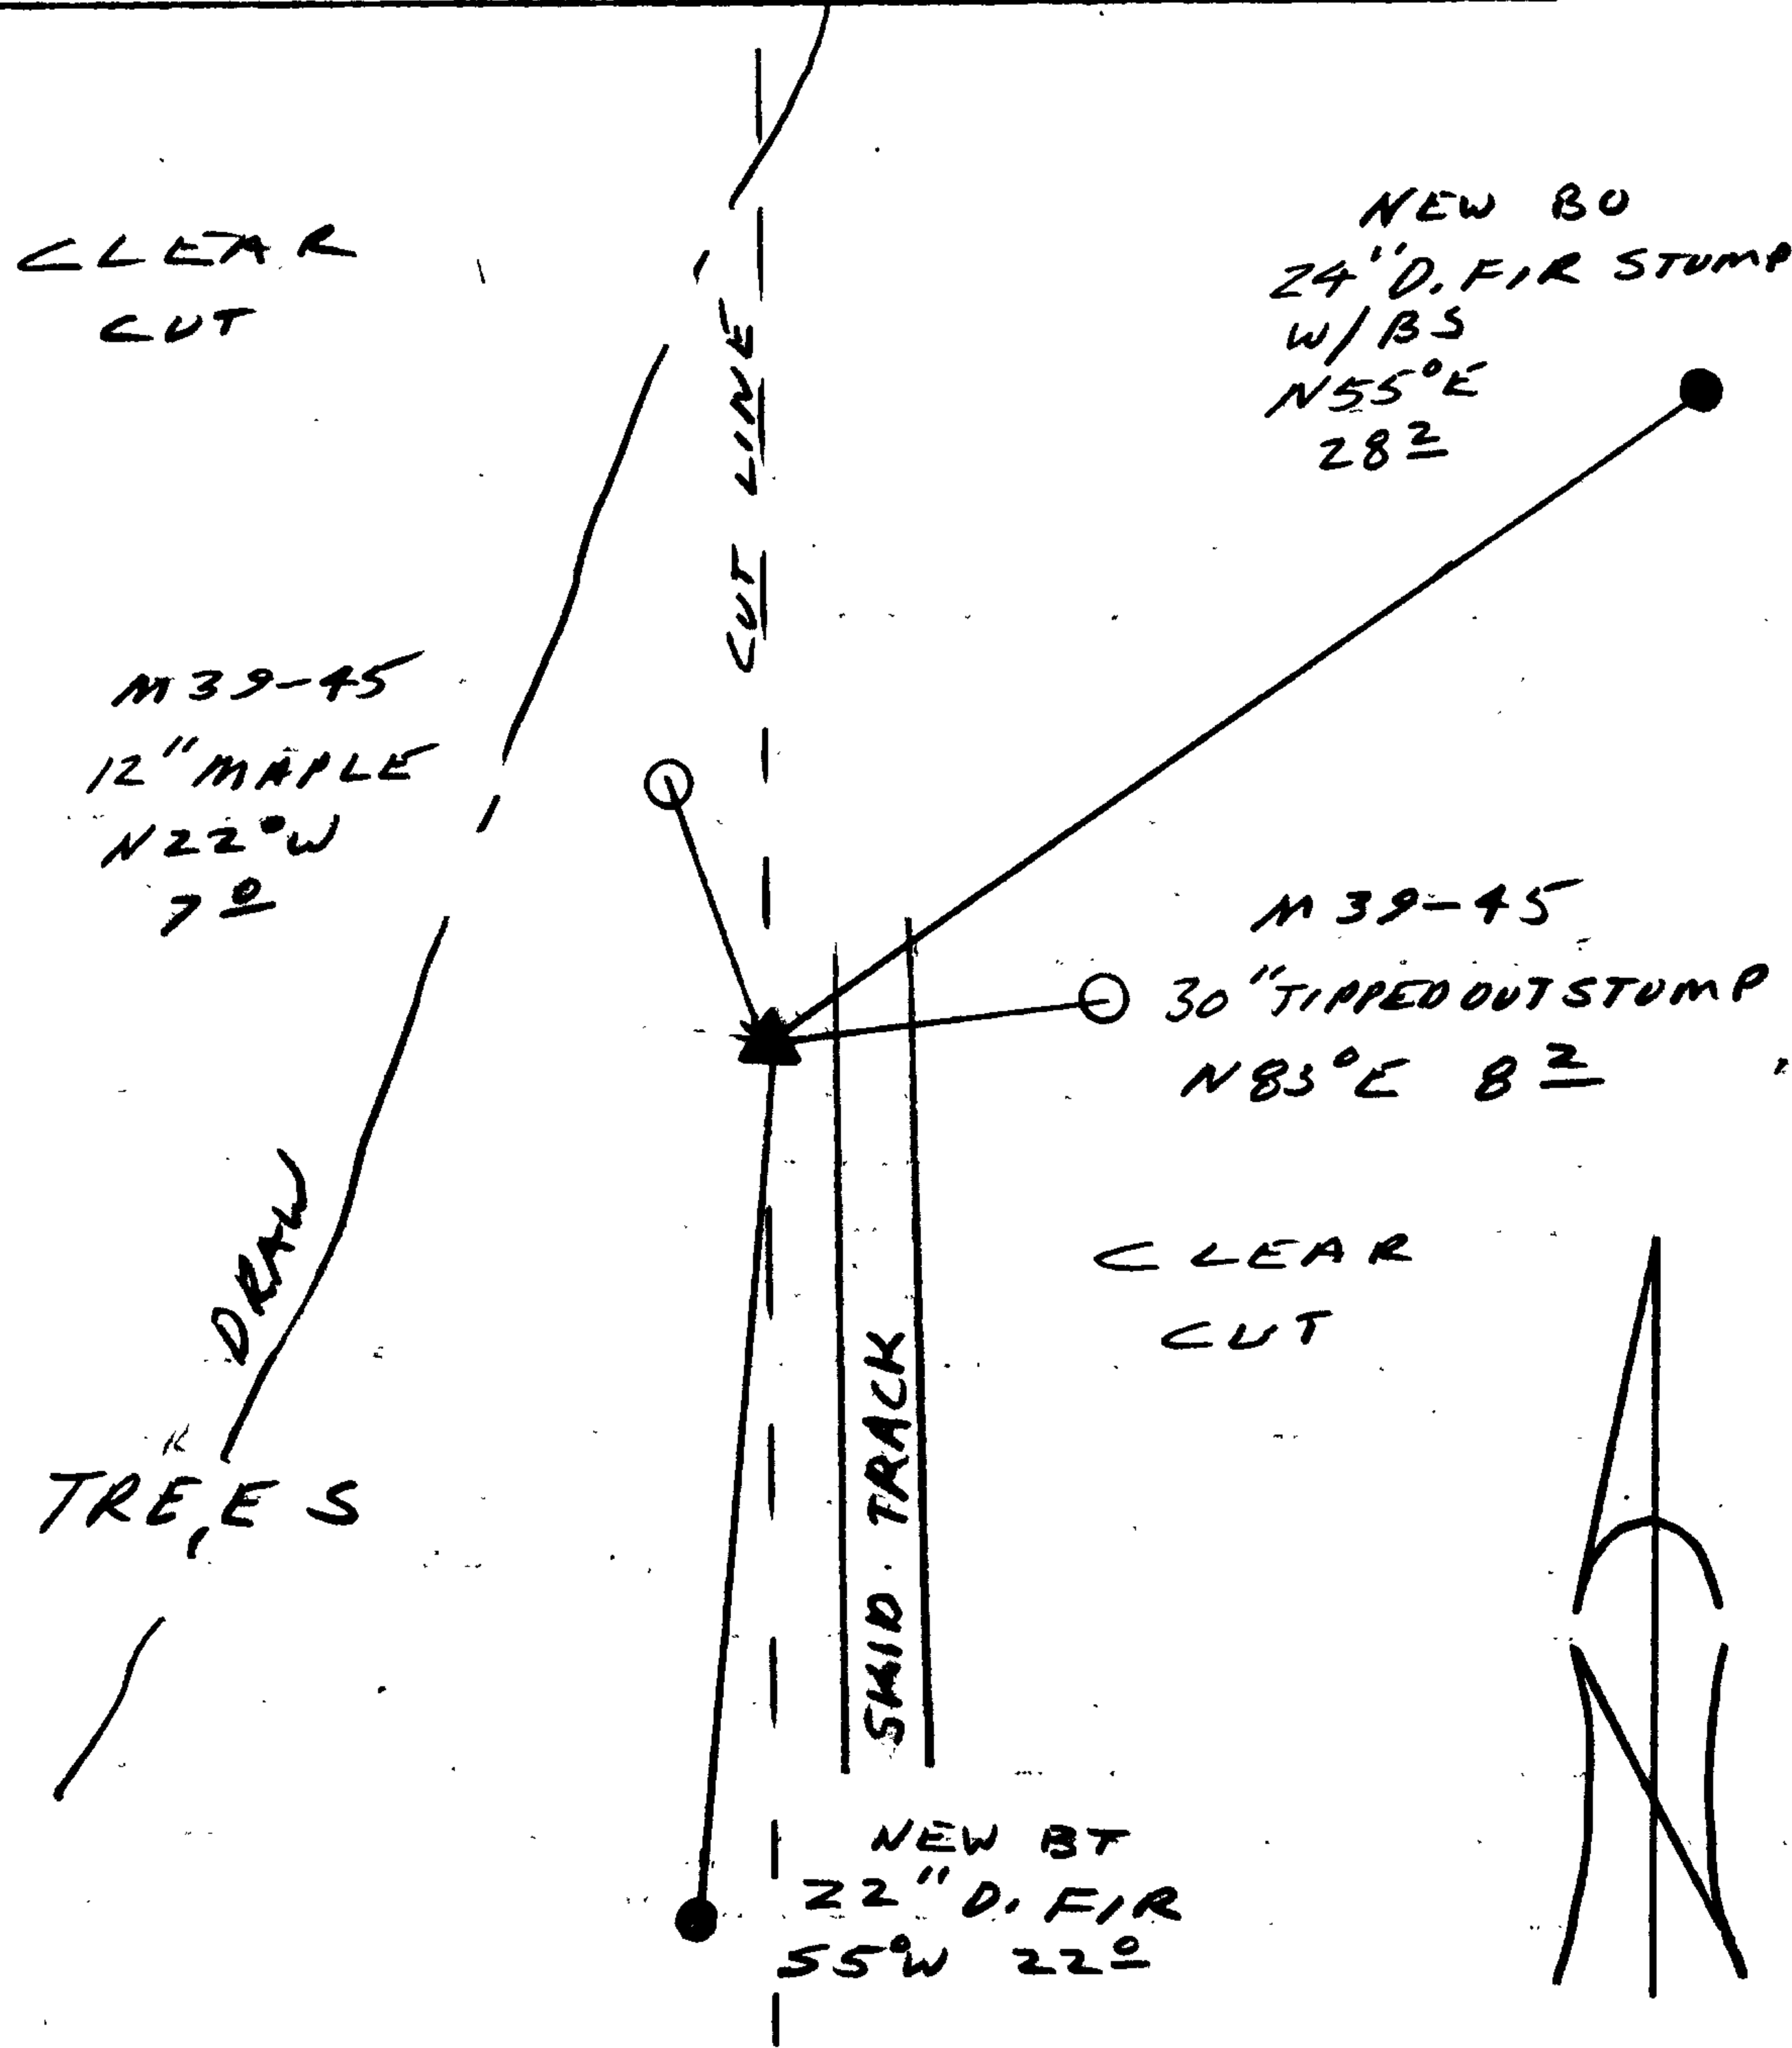 CLEAR
CUT
CUT LINE
NEW BO
24" D. FIR STUMP
W/BS
N55°E
28 2
M39-45
12" MAPLE
N22°W
7 0
M39-45
30" TIPPED OUT STUMP
N83°E 8 2
DRAW
CLEAR
CUT
SKID TRACK
TREES
NEW BT
22" D. FIR
S5°W 22 0
N